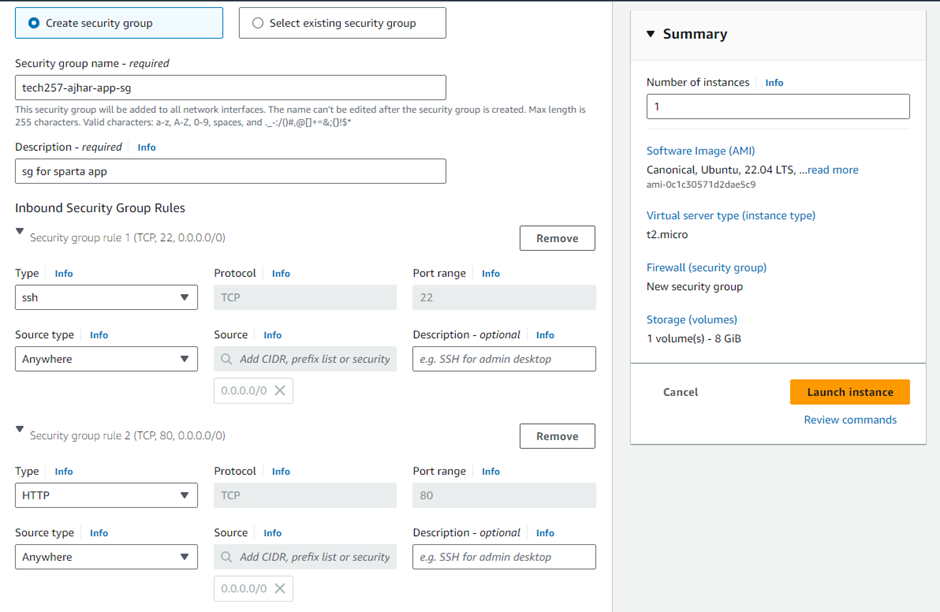 Create security group
Select existing security group
Security group name - required
tech257-ajhar-app-sg
This security group will be added to all network interfaces. The name can't be edited after the security group is created. Max length is
255 characters. Valid characters: a-z, A-Z, 0-9, spaces, and ._-:/()#,@[]+=&;{}!$*
Description - required Info
sg for sparta app
Inbound Security Group Rules
Security group rule 1 (TCP, 22, 0.0.0.0/0)
Remove
Type Info Protocol Info Port range Info
ssh TCP 22
Source type Info Source Info Description - optional Info
Anywhere Add CIDR, prefix list or security e.g. SSH for admin desktop
0.0.0.0/0
Security group rule 2 (TCP, 80, 0.0.0.0/0)
Remove
Type Info Protocol Info Port range Info
HTTP TCP 80
Source type Info Source Info Description - optional Info
Anywhere Add CIDR, prefix list or security e.g. SSH for admin desktop
0.0.0.0/0
Summary
Number of instances Info
1
Software Image (AMI)
Canonical, Ubuntu, 22.04 LTS, ...read more
ami-0c1c30571d2dae5c9
Virtual server type (instance type)
t2.micro
Firewall (security group)
New security group
Storage (volumes)
1 volume(s) - 8 GiB
Cancel
Launch instance
Review commands